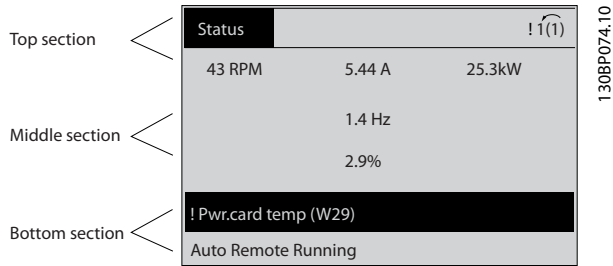 Top section
Status
! 1(1)
43 RPM 5.44 A 25.3kW
Middle section
1.4 Hz
2.9%
! Pwr.card temp (W29)
Bottom section
Auto Remote Running
130BP074.10